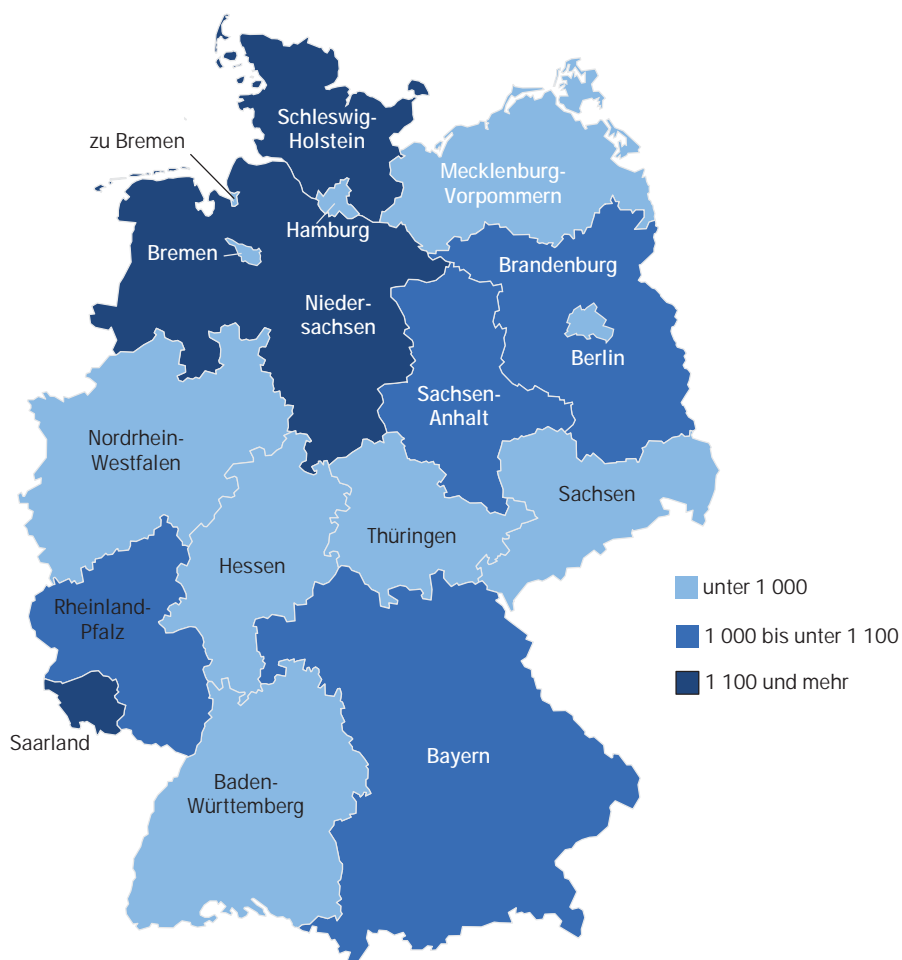 Schleswig-
Holstein
zu Bremen
Mecklenburg-
Vorpommern
Hamburg
Bremen
Brandenburg
Nieder-
sachsen
Berlin
Sachsen-
Anhalt
Nordrhein-
Westfalen
Sachsen
Thüringen
Hessen
Rheinland-
Pfalz
Saarland
Bayern
Baden-
Württemberg
unter 1 000
1 000 bis unter 1 100
1 100 und mehr